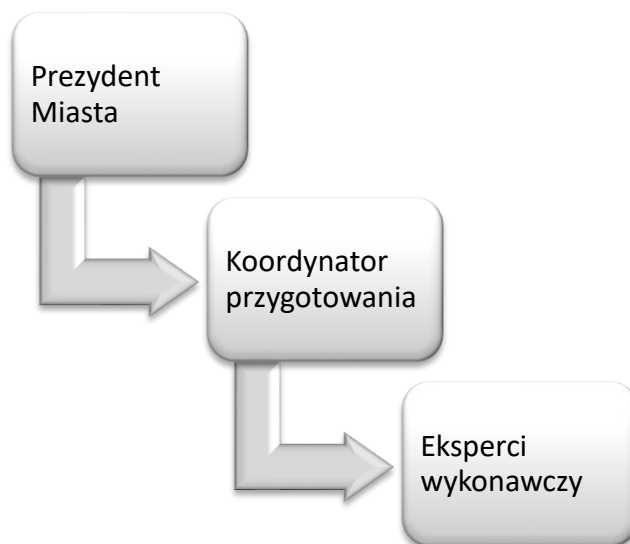 Prezydent
Miasta
Koordynator
przygotowania
Eksperci
wykonawczy